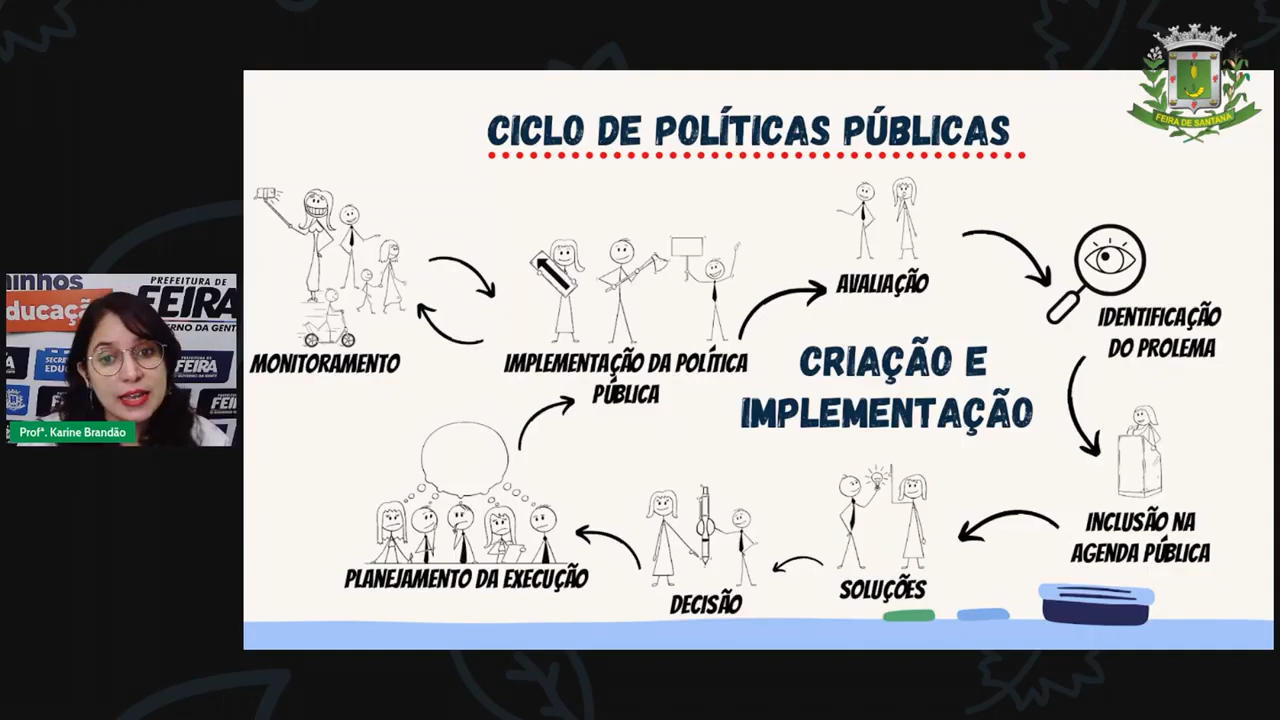 FEIRA DE SANTANA
CICLO DE POLÍTICAS PÚBLICAS
AVALIAÇÃO
IDENTIFICAÇÃO
DO PROLEMA
MONITORAMENTO
IMPLEMENTAÇÃO DA POLÍTICA
PÚBLICA
CRIAÇÃO E
IMPLEMENTAÇÃO
INCLUSÃO NA
AGENDA PÚBLICA
SOLUÇÕES
DECISÃO
PLANEJAMENTO DA EXECUÇÃO
PREFEITURA DE
FEIRA
Profª. Karine Brandão